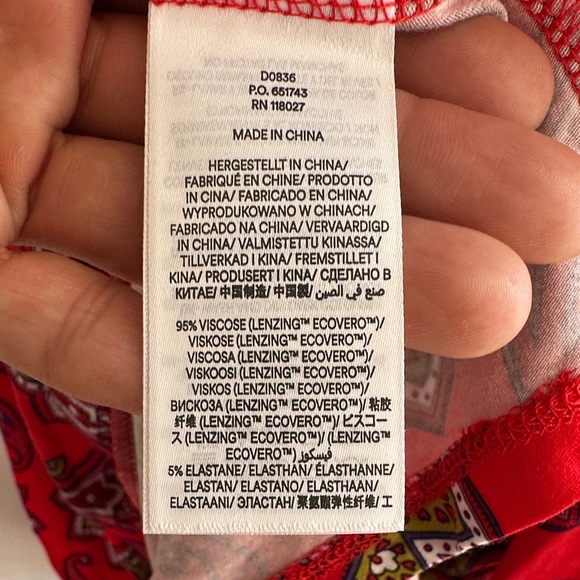 D0836
P.O. 651743
RN 118027
MADE IN CHINA
HERGESTELLT IN CHINA/
FABRIQUÉ EN CHINE/ PRODOTTO
IN CINA/ FABRICADO EN CHINA/
WYPRODUKOWANO W CHINACH/
FABRICADO NA CHINA/ VERVAARDIGD
IN CHINA/ VALMISTETTU KIINASSA/
TILLVERKAD I KINA/ FREMSTILLET I
KINA/ PRODUSERT I KINA/ СДЕЛАНО В
КИТАЕ/ 中国制造/ 中国製/ صنع في الصين/
95% VISCOSE (LENZING™ ECOVERO™)/
VISKOSE (LENZING™ ECOVERO™)/
VISCOSA (LENZING™ ECOVERO™)/
VISKOOSI (LENZING™ ECOVERO™)/
VISKOS (LENZING™ ECOVERO™)/
ВИСКОЗА (LENZING™ ECOVERO™)/ 粘胶
纤维 (LENZING™ ECOVERO™)/ ビスコー
ス (LENZING™ ECOVERO™)/ (LENZING™
ECOVERO™) فيسكوز/
5% ELASTANE/ ELASTHAN/ ÉLASTHANNE/
ELASTAN/ ELASTANO/ ELASTHAAN/
ELASTAANI/ ЭЛАСТАН/ 聚氨酯弹性纤维/ エ